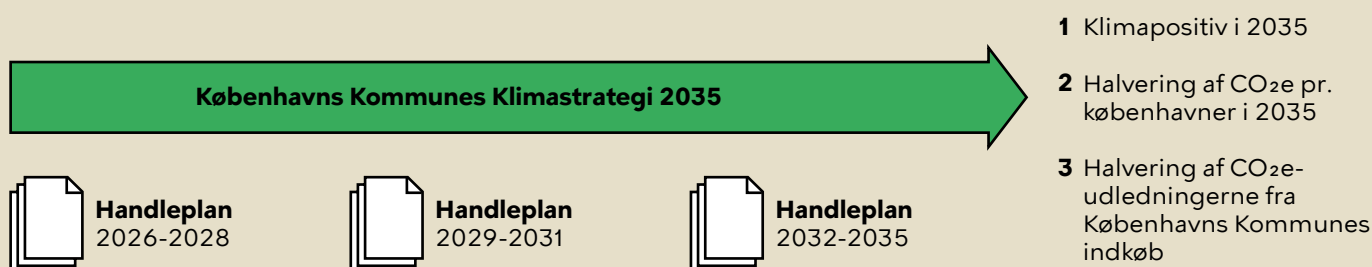 Københavns Kommunes Klimastrategi 2035
Handleplan
2026-2028
Handleplan
2029-2031
Handleplan
2032-2035
1 Klimapositiv i 2035
2 Halvering af CO₂e pr.
københavner i 2035
3 Halvering af CO₂e-
udledningerne fra
Københavns Kommunes
indkøb